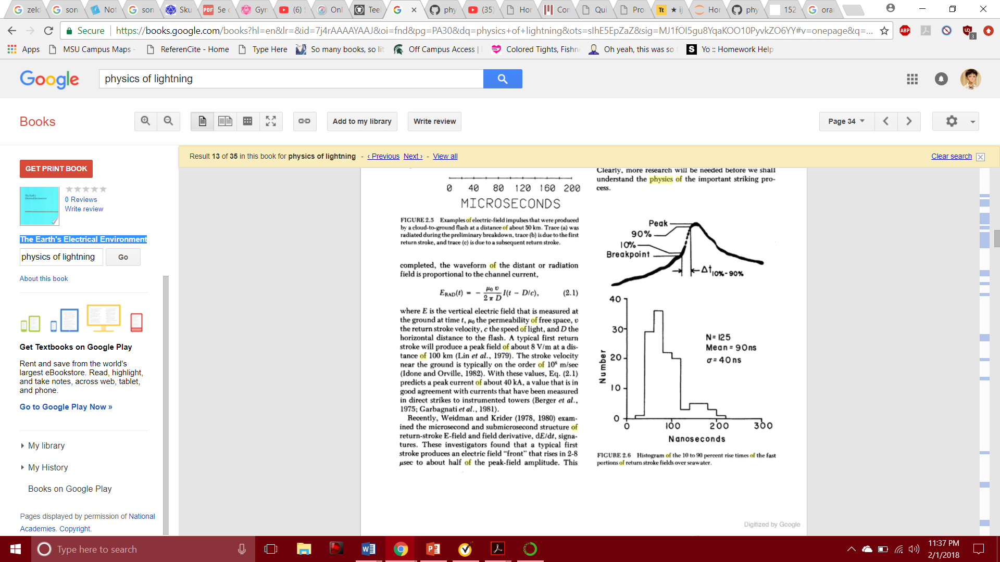 zeld
son
Not
son
Sku
5e c
Gyn
(6)
Onl
Teel
phy
(35)
Hor
Con
Qui
Pro
★ ij
Hor
phy
152
ora
Secure
https://books.google.com/books?hl=en&lr=&id=7j4rAAAAYAAJ&oi=fnd&pg=PA30&dq=physics+of+lightning&ots=sIhE5EpZaZ&sig=MJ1fOI5gu8YqaKOO10PyvkZO6YY#v=onepage&q=...
ABP
3
Apps
MSU Campus Maps -
ReferenCite - Home
Type Here
So many books, so lit
Off Campus Access |
Colored Tights, Fishn
Oh yeah, this was so
Yo :: Homework Help
Google
physics of lightning
Books
Add to my library
Write review
Page 34
Result 13 of 35 in this book for physics of lightning - ‹ Previous Next › - View all
Clear search
GET PRINT BOOK
The Earth's
Electrical Environment
0 Reviews
Write review
The Earth's Electrical Environment
physics of lightning
Go
About this book
Get Textbooks on Google Play
Rent and save from the world's
largest eBookstore. Read, highlight,
and take notes, across web, tablet,
and phone.
Go to Google Play Now »
My library
My History
Books on Google Play
Pages displayed by permission of National
Academies. Copyright.
0 40 80 120 160 200
MICROSECONDS
FIGURE 2.5 Examples of electric-field impulses that were produced
by a cloud-to-ground flash at a distance of about 50 km. Trace (a) was
radiated during the preliminary breakdown, trace (b) is due to the first
return stroke, and trace (c) is due to a subsequent return stroke.
completed, the waveform of the distant or radiation
field is proportional to the channel current,
E_RAD(t) = − μ₀ v / 2 π D I(t − D/c), (2.1)
where E is the vertical electric field that is measured at
the ground at time t, μ₀ the permeability of free space, v
the return stroke velocity, c the speed of light, and D the
horizontal distance to the flash. A typical first return
stroke will produce a peak field of about 8 V/m at a dis-
tance of 100 km (Lin et al., 1979). The stroke velocity
near the ground is typically on the order of 10⁸ m/sec
(Idone and Orville, 1982). With these values, Eq. (2.1)
predicts a peak current of about 40 kA, a value that is in
good agreement with currents that have been measured
in direct strikes to instrumented towers (Berger et al.,
1975; Garbagnati et al., 1981).
Recently, Weidman and Krider (1978, 1980) exam-
ined the microsecond and submicrosecond structure of
return-stroke E-field and field derivative, dE/dt, signa-
tures. These investigators found that a typical first
stroke produces an electric field "front" that rises in 2-8
μsec to about half of the peak-field amplitude. This
Clearly, more research will be needed before we shall
understand the physics of the important striking pro-
cess.
Peak
90%
10%
Breakpoint
Δt10%-90%
40
30
20
10
0
Number
N=125
Mean=90ns
σ=40ns
0 100 200 300
Nanoseconds
FIGURE 2.6 Histogram of the 10 to 90 percent rise times of the fast
portions of return stroke fields over seawater.
Digitized by Google
Type here to search
11:37 PM
2/1/2018